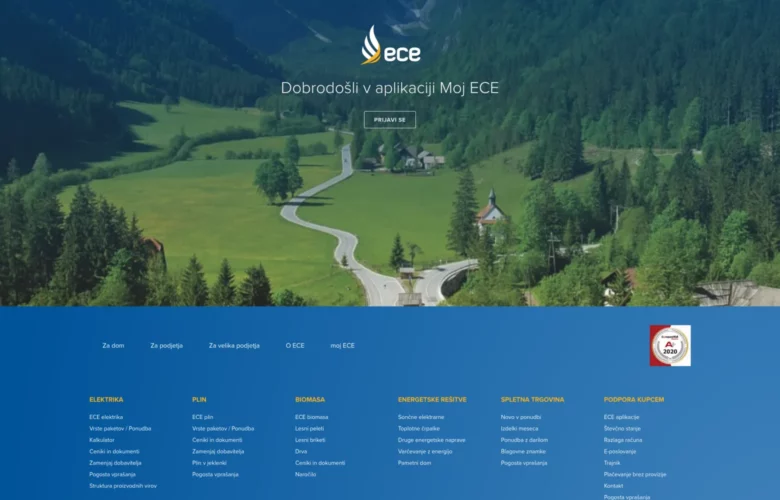 ece
Dobrodošli v aplikaciji Moj ECE
PRIJAVI SE
Za dom
Za podjetja
Za velika podjetja
O ECE
moj ECE
2020
ELEKTRIKA
ECE elektrika
Vrste paketov / Ponudba
Kalkulator
Ceniki in dokumenti
Zamenjaj dobavitelja
Pogosta vprašanja
Struktura proizvodnih virov
PLIN
ECE plin
Vrste paketov / Ponudba
Ceniki in dokumenti
Zamenjaj dobavitelja
Plin v jeklenki
Pogosta vprašanja
BIOMASA
ECE biomasa
Lesni peleti
Lesni briketi
Drva
Ceniki in dokumenti
Naročilo
ENERGETSKE REŠITVE
Sončne elektrarne
Toplotne črpalke
Druge energetske naprave
Varčevanje z energijo
Pametni dom
SPLETNA TRGOVINA
Novo v ponudbi
Izdelki meseca
Ponudba z darilom
Blagovne znamke
Pogosta vprašanja
PODPORA KUPCEM
ECE aplikacije
Števčno stanje
Razlaga računa
E-poslovanje
Trajnik
Plačevanje brez provizije
Kontakt
Pogosta vprašanja